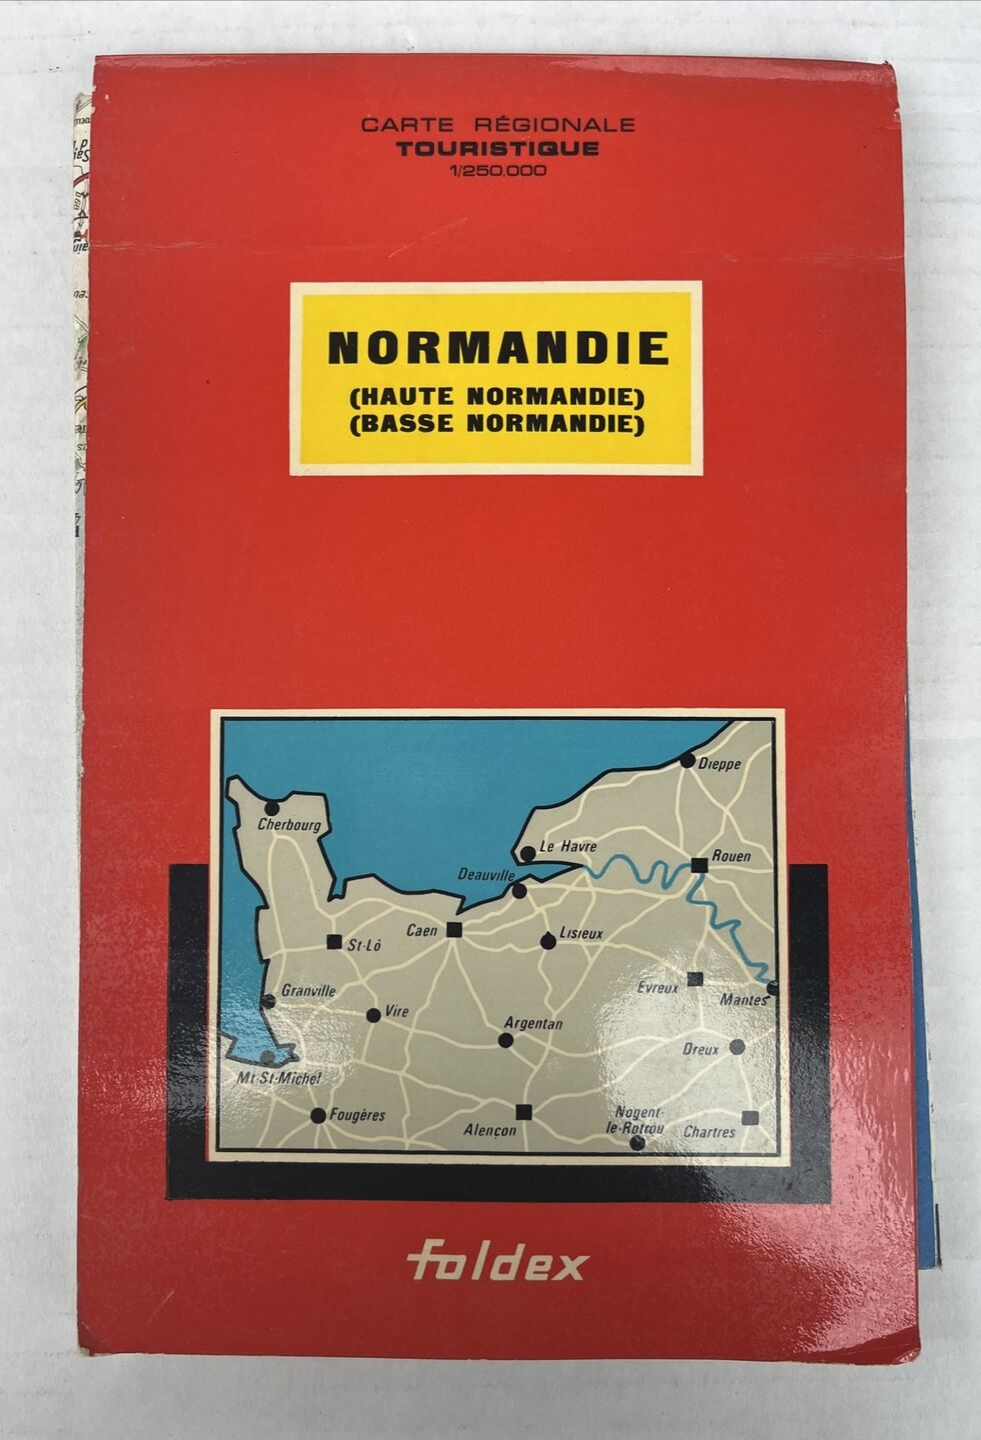 CARTE RÉGIONALE
TOURISTIQUE
1/250.000
NORMANDIE
(HAUTE NORMANDIE)
(BASSE NORMANDIE)
Dieppe
Cherbourg
Le Havre
Rouen
Deauville
Caen
Lisieux
St-Lô
Evreux
Granville
Mantes
Vire
Argentan
Dreux
Mt-St-Michel
Fougères
Alençon
Nogent-
le-Rotrou
Chartres
foldex